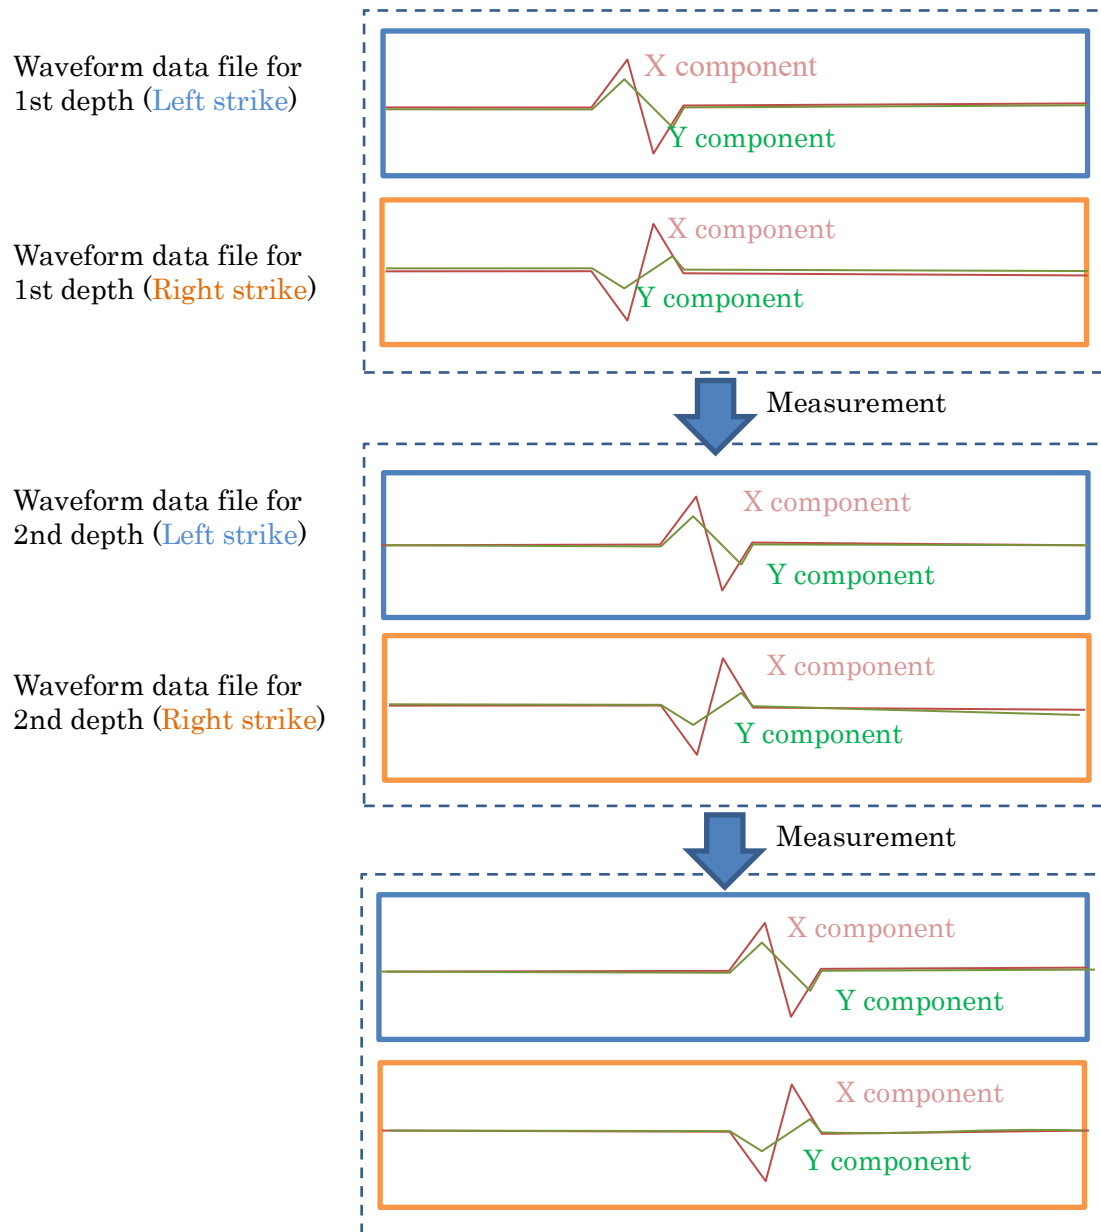 Waveform data file for
1st depth (Left strike)
X component
Y component
Waveform data file for
1st depth (Right strike)
X component
Y component
Measurement
Waveform data file for
2nd depth (Left strike)
X component
Y component
Waveform data file for
2nd depth (Right strike)
X component
Y component
Measurement
X component
Y component
X component
Y component